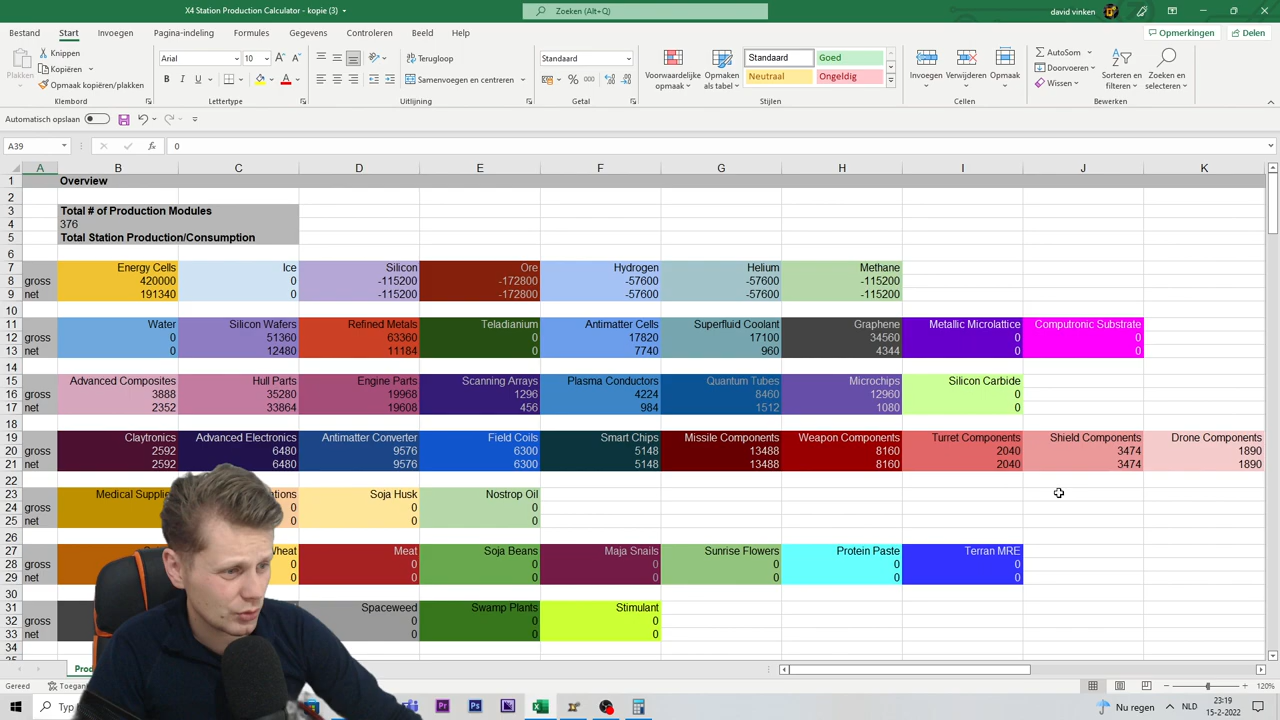 X4 Station Production Calculator - kopie (3)
Zoeken (Alt+Q)
david vinken
Bestand Start Invoegen Pagina-indeling Formules Gegevens Controleren Beeld Help Opmerkingen Delen
Plakken
Knippen
Kopiëren
Opmaak kopiëren/plakken
Klembord
Arial 10
B I U
Lettertype
Terugloop
Samenvoegen en centreren
Uitlijning
Standaard
% 000
Getal
Voorwaardelijke opmaak
Opmaken als tabel
Standaard Goed
Neutraal Ongeldig
Stijlen
Invoegen Verwijderen Opmaak
Cellen
AutoSom
Doorvoeren
Wissen
Sorteren en filteren
Zoeken en selecteren
Bewerken
Automatisch opslaan
A39 fx 0
A B C D E F G H I J K
1 Overview
2
3 Total # of Production Modules
4 376
5 Total Station Production/Consumption
6
7 Energy Cells Ice Silicon Ore Hydrogen Helium Methane
8 gross 420000 0 -115200 -172800 -57600 -57600 -115200
9 net 191340 0 -115200 -172800 -57600 -57600 -115200
10
11 Water Silicon Wafers Refined Metals Teladianium Antimatter Cells Superfluid Coolant Graphene Metallic Microlattice Computronic Substrate
12 gross 0 51360 63360 0 17820 17100 34560 0 0
13 net 0 12480 11184 0 7740 960 4344 0 0
14
15 Advanced Composites Hull Parts Engine Parts Scanning Arrays Plasma Conductors Quantum Tubes Microchips Silicon Carbide
16 gross 3888 35280 19968 1296 4224 8460 12960 0
17 net 2352 33864 19608 456 984 1512 1080 0
18
19 Claytronics Advanced Electronics Antimatter Converter Field Coils Smart Chips Missile Components Weapon Components Turret Components Shield Components Drone Components
20 gross 2592 6480 9576 6300 5148 13488 8160 2040 3474 1890
21 net 2592 6480 9576 6300 5148 13488 8160 2040 3474 1890
22
23 Medical Supplie Soja Husk Nostrop Oil
24 gross 0 0 0
25 net 0 0 0
26
27 Wheat Meat Soja Beans Maja Snails Sunrise Flowers Protein Paste Terran MRE
28 gross 0 0 0 0 0 0 0
29 net 0 0 0 0 0 0 0
30
31 Spaceweed Swamp Plants Stimulant
32 gross 0 0 0
33 net 0 0 0
34
Gereed 120%
Typ
Pr Ps
Nu regen NLD
23:19
15-2-2022